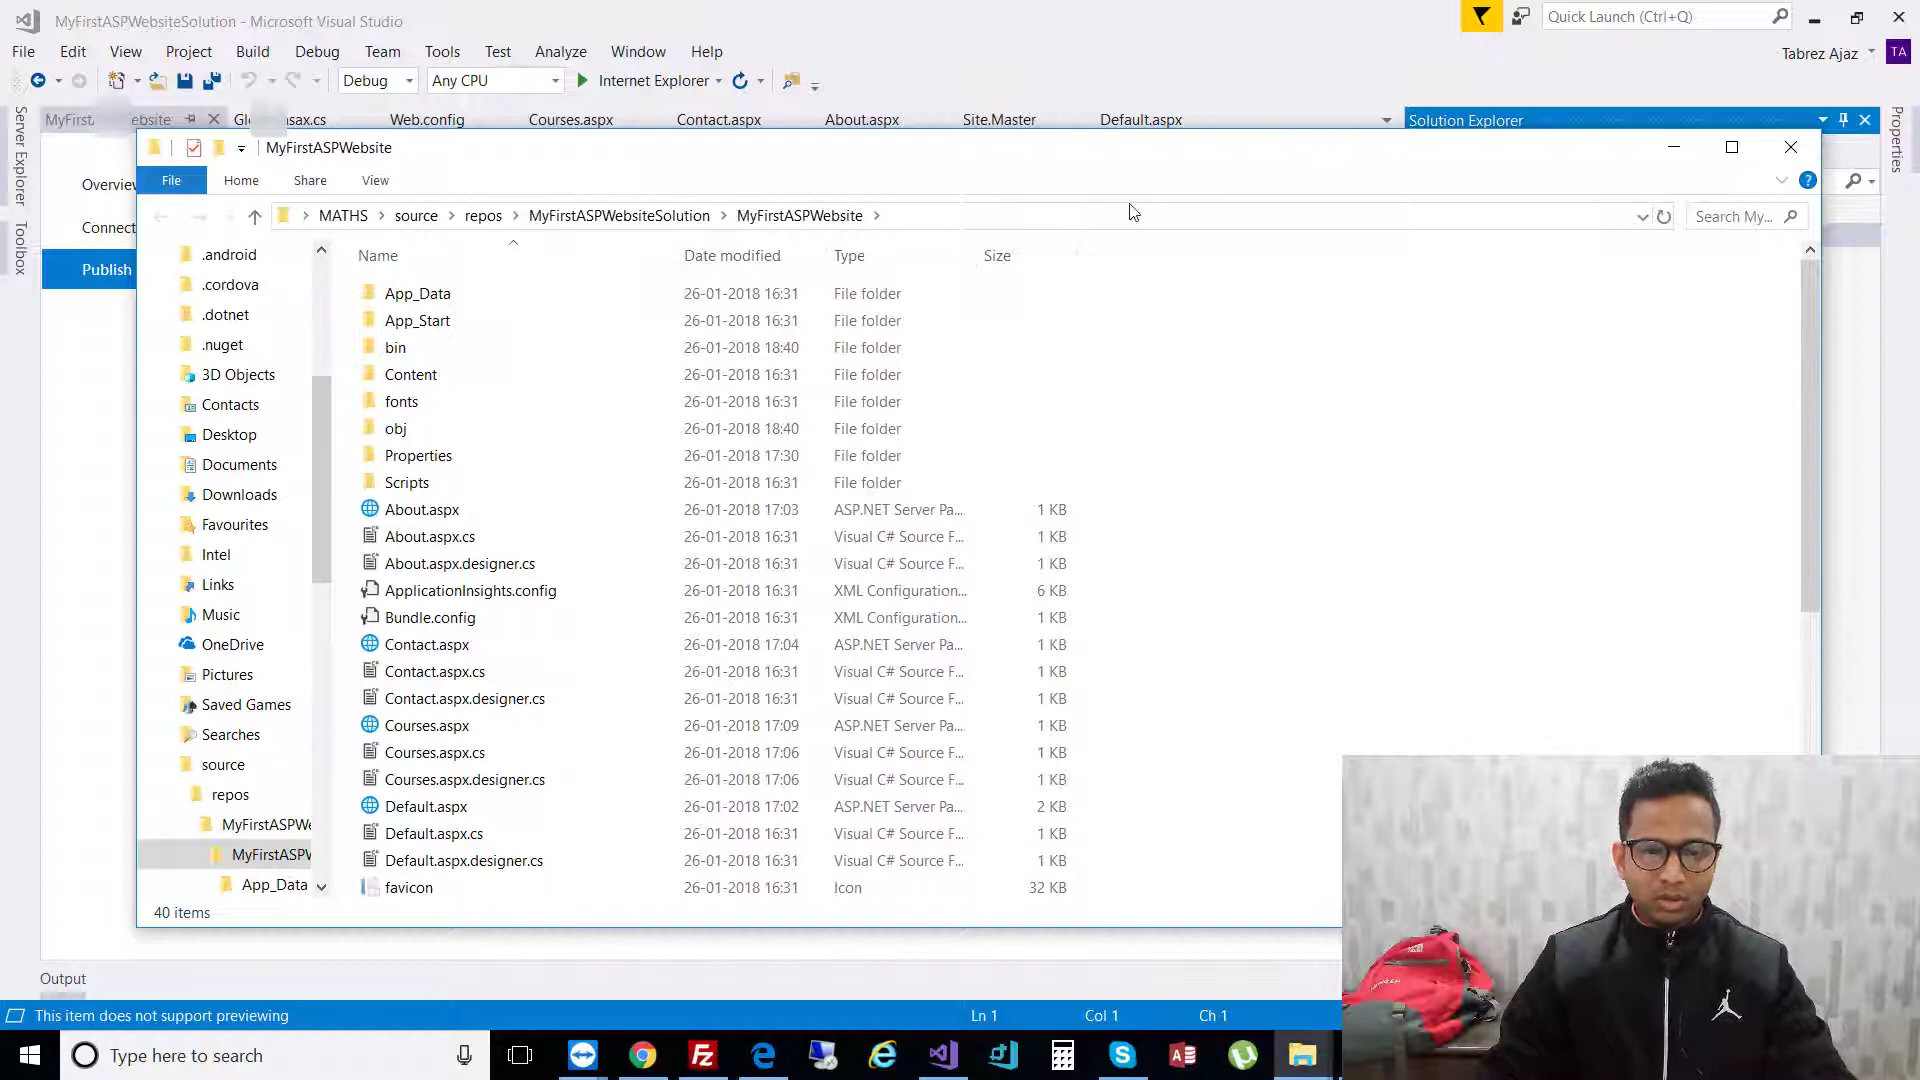 MyFirstASPWebsiteSolution - Microsoft Visual Studio
Quick Launch (Ctrl+Q)
File Edit View Project Build Debug Team Tools Test Analyze Window Help
Tabrez Ajaz TA
Debug Any CPU Internet Explorer
Server Explorer
Toolbox
Properties
Web.config Courses.aspx Contact.aspx About.aspx Site.Master Default.aspx
Solution Explorer
Connect
Publish
MyFirstASPWebsite
File Home Share View
MATHS source repos MyFirstASPWebsiteSolution MyFirstASPWebsite
Search My...
.android
.cordova
.dotnet
.nuget
3D Objects
Contacts
Desktop
Documents
Downloads
Favourites
Intel
Links
Music
OneDrive
Pictures
Saved Games
Searches
source
repos
MyFirstASPWe
MyFirstASPW
App_Data
Name Date modified Type Size
App_Data 26-01-2018 16:31 File folder
App_Start 26-01-2018 16:31 File folder
bin 26-01-2018 18:40 File folder
Content 26-01-2018 16:31 File folder
fonts 26-01-2018 16:31 File folder
obj 26-01-2018 18:40 File folder
Properties 26-01-2018 17:30 File folder
Scripts 26-01-2018 16:31 File folder
About.aspx 26-01-2018 17:03 ASP.NET Server Pa... 1 KB
About.aspx.cs 26-01-2018 16:31 Visual C# Source F... 1 KB
About.aspx.designer.cs 26-01-2018 16:31 Visual C# Source F... 1 KB
ApplicationInsights.config 26-01-2018 16:31 XML Configuration... 6 KB
Bundle.config 26-01-2018 16:31 XML Configuration... 1 KB
Contact.aspx 26-01-2018 17:04 ASP.NET Server Pa... 1 KB
Contact.aspx.cs 26-01-2018 16:31 Visual C# Source F... 1 KB
Contact.aspx.designer.cs 26-01-2018 16:31 Visual C# Source F... 1 KB
Courses.aspx 26-01-2018 17:09 ASP.NET Server Pa... 1 KB
Courses.aspx.cs 26-01-2018 17:06 Visual C# Source F... 1 KB
Courses.aspx.designer.cs 26-01-2018 17:06 Visual C# Source F... 1 KB
Default.aspx 26-01-2018 17:02 ASP.NET Server Pa... 2 KB
Default.aspx.cs 26-01-2018 16:31 Visual C# Source F... 1 KB
Default.aspx.designer.cs 26-01-2018 16:31 Visual C# Source F... 1 KB
favicon 26-01-2018 16:31 Icon 32 KB
40 items
Output
This item does not support previewing Ln 1 Col 1 Ch 1
Type here to search